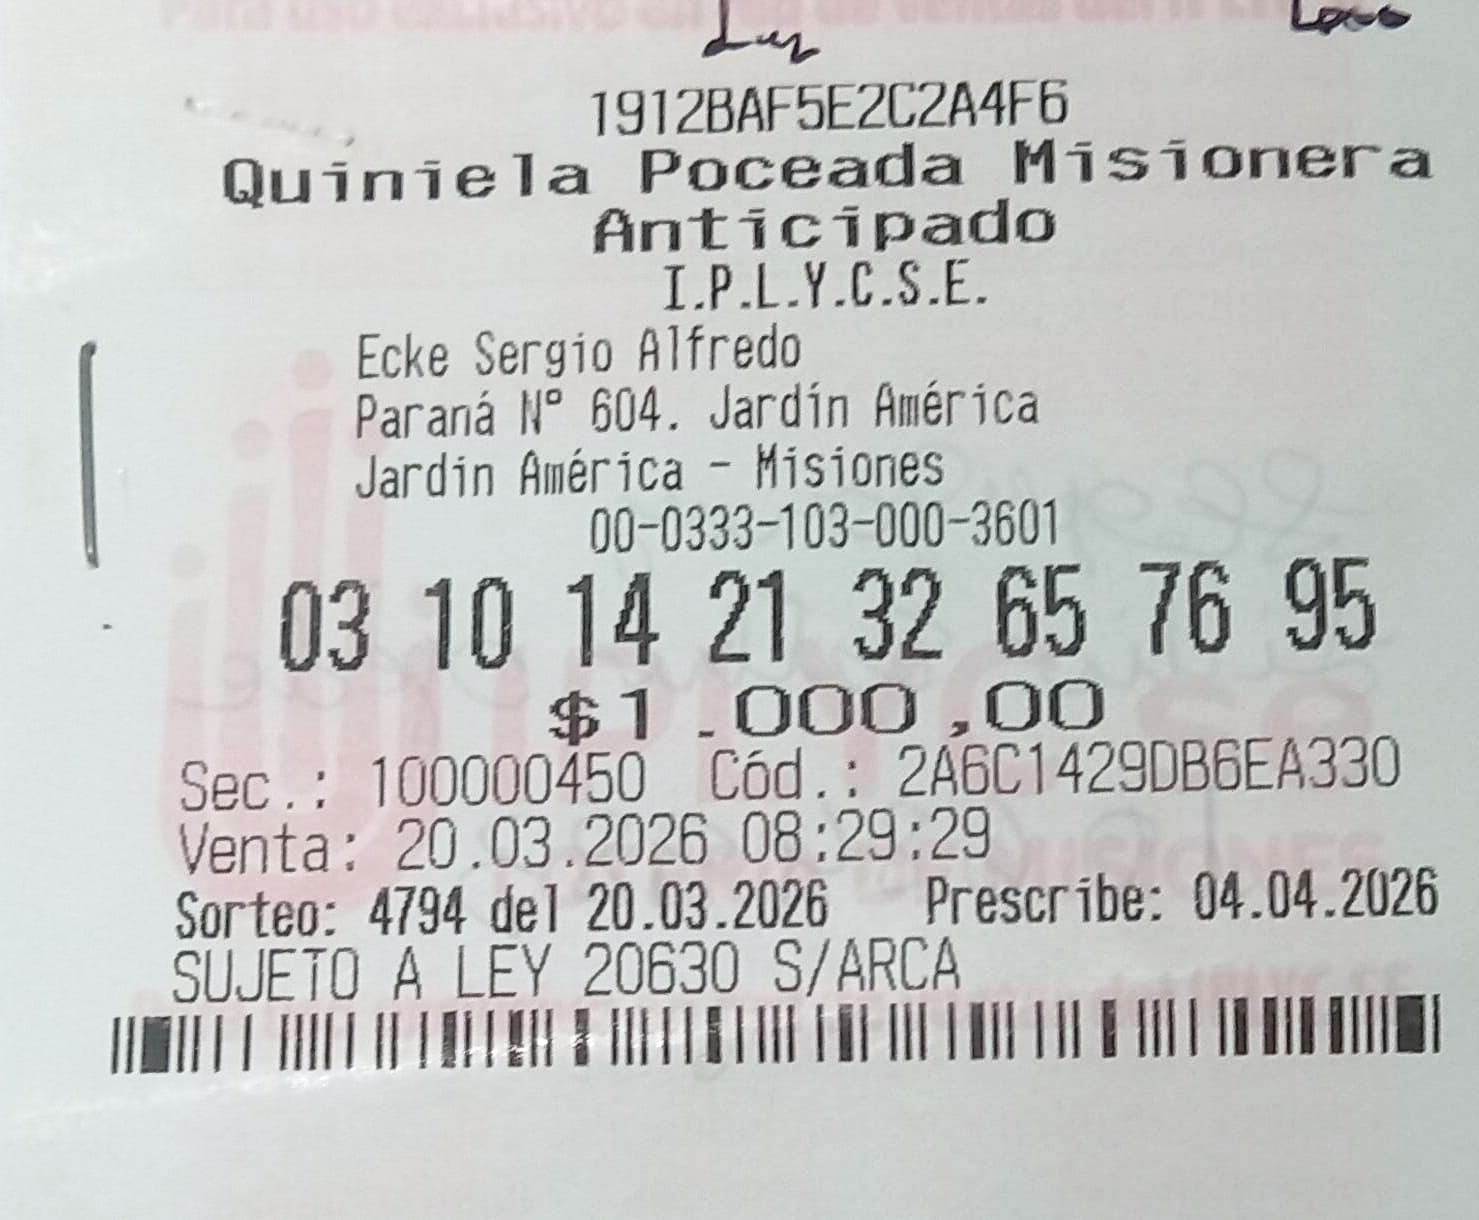 Luz
1912BAF5E2C2A4F6
Quiniela Poceada Misionera
Anticipado
I.P.L.Y.C.S.E.
Ecke Sergio Alfredo
Paraná N° 604. Jardín América
Jardin América - Misiones
00-0333-103-000-3601
03 10 14 21 32 65 76 95
$1.000,00
Sec.: 100000450 Cód.: 2A6C1429DB6EA330
Venta: 20.03.2026 08:29:29
Sorteo: 4794 del 20.03.2026 Prescribe: 04.04.2026
SUJETO A LEY 20630 S/ARCA